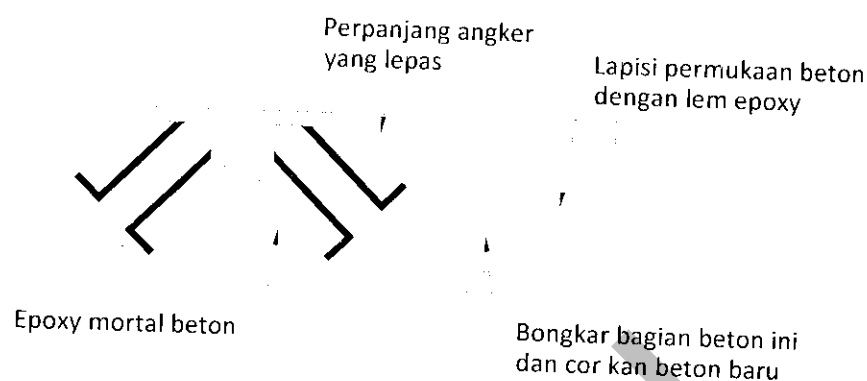 Perpanjang angker
yang lepas
Lapisi permukaan beton
dengan lem epoxy
Epoxy mortal beton
Bongkar bagian beton ini
dan cor kan beton baru